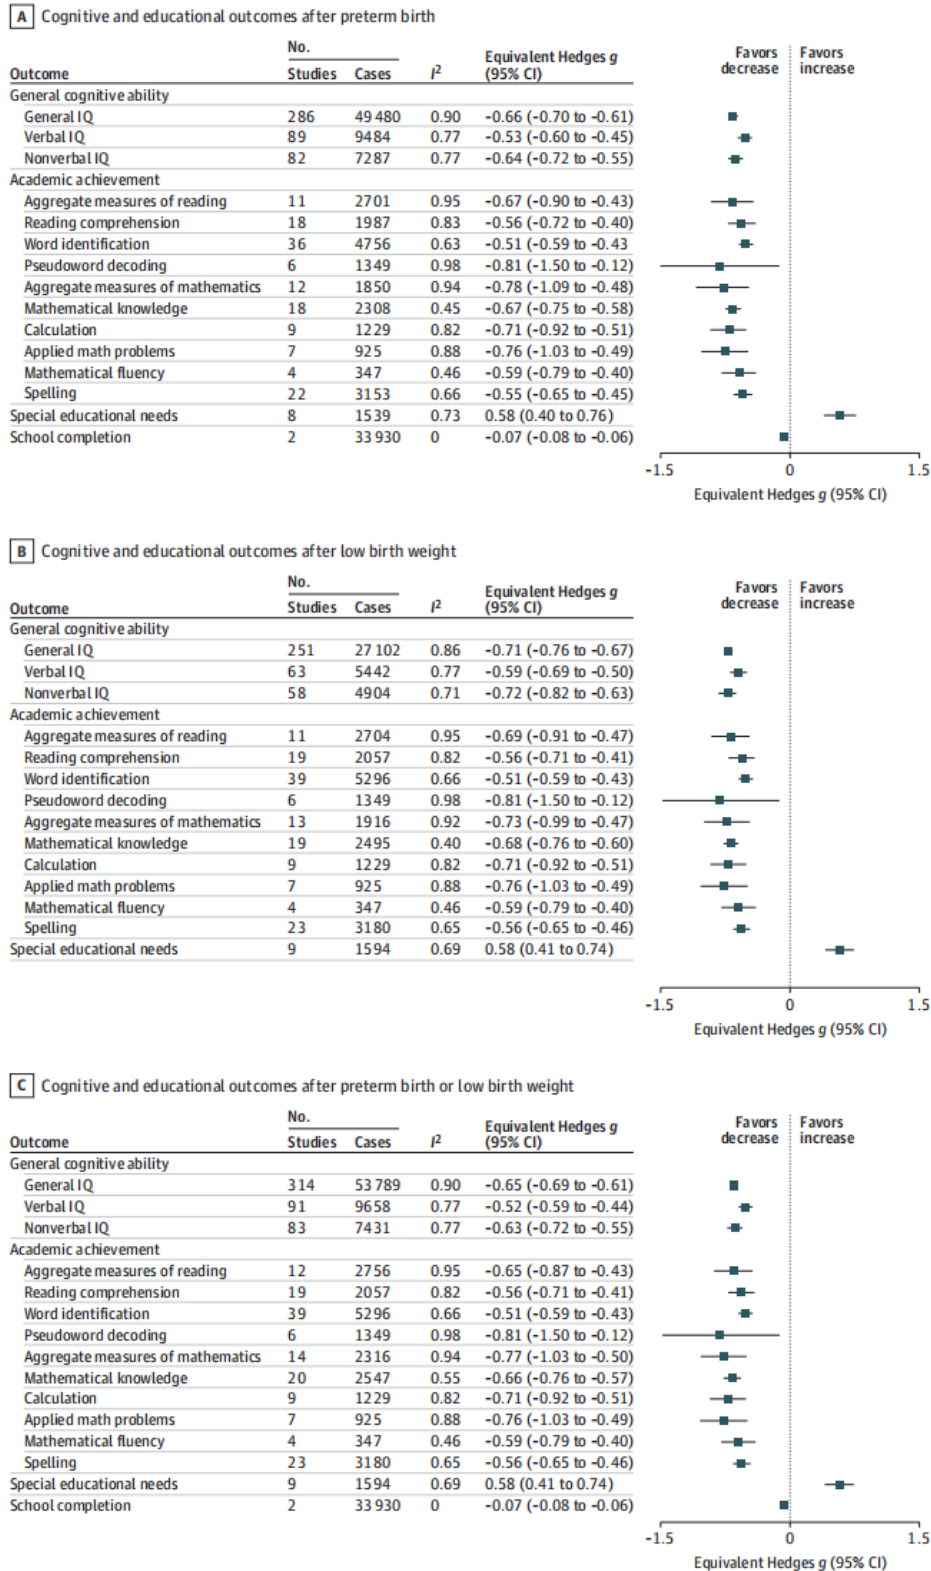 A Cognitive and educational outcomes after preterm birth
No.
Outcome Studies Cases I² Equivalent Hedges g (95% CI) Favors decrease Favors increase
General cognitive ability
General IQ 286 49 480 0.90 -0.66 (-0.70 to -0.61)
Verbal IQ 89 9484 0.77 -0.53 (-0.60 to -0.45)
Nonverbal IQ 82 7287 0.77 -0.64 (-0.72 to -0.55)
Academic achievement
Aggregate measures of reading 11 2701 0.95 -0.67 (-0.90 to -0.43)
Reading comprehension 18 1987 0.83 -0.56 (-0.72 to -0.40)
Word identification 36 4756 0.63 -0.51 (-0.59 to -0.43
Pseudoword decoding 6 1349 0.98 -0.81 (-1.50 to -0.12)
Aggregate measures of mathematics 12 1850 0.94 -0.78 (-1.09 to -0.48)
Mathematical knowledge 18 2308 0.45 -0.67 (-0.75 to -0.58)
Calculation 9 1229 0.82 -0.71 (-0.92 to -0.51)
Applied math problems 7 925 0.88 -0.76 (-1.03 to -0.49)
Mathematical fluency 4 347 0.46 -0.59 (-0.79 to -0.40)
Spelling 22 3153 0.66 -0.55 (-0.65 to -0.45)
Special educational needs 8 1539 0.73 0.58 (0.40 to 0.76)
School completion 2 33 930 0 -0.07 (-0.08 to -0.06)
-1.5 0 1.5
Equivalent Hedges g (95% CI)
B Cognitive and educational outcomes after low birth weight
No.
Outcome Studies Cases I² Equivalent Hedges g (95% CI) Favors decrease Favors increase
General cognitive ability
General IQ 251 27 102 0.86 -0.71 (-0.76 to -0.67)
Verbal IQ 63 5442 0.77 -0.59 (-0.69 to -0.50)
Nonverbal IQ 58 4904 0.71 -0.72 (-0.82 to -0.63)
Academic achievement
Aggregate measures of reading 11 2704 0.95 -0.69 (-0.91 to -0.47)
Reading comprehension 19 2057 0.82 -0.56 (-0.71 to -0.41)
Word identification 39 5296 0.66 -0.51 (-0.59 to -0.43)
Pseudoword decoding 6 1349 0.98 -0.81 (-1.50 to -0.12)
Aggregate measures of mathematics 13 1916 0.92 -0.73 (-0.99 to -0.47)
Mathematical knowledge 19 2495 0.40 -0.68 (-0.76 to -0.60)
Calculation 9 1229 0.82 -0.71 (-0.92 to -0.51)
Applied math problems 7 925 0.88 -0.76 (-1.03 to -0.49)
Mathematical fluency 4 347 0.46 -0.59 (-0.79 to -0.40)
Spelling 23 3180 0.65 -0.56 (-0.65 to -0.46)
Special educational needs 9 1594 0.69 0.58 (0.41 to 0.74)
-1.5 0 1.5
Equivalent Hedges g (95% CI)
C Cognitive and educational outcomes after preterm birth or low birth weight
No.
Outcome Studies Cases I² Equivalent Hedges g (95% CI) Favors decrease Favors increase
General cognitive ability
General IQ 314 53 789 0.90 -0.65 (-0.69 to -0.61)
Verbal IQ 91 9658 0.77 -0.52 (-0.59 to -0.44)
Nonverbal IQ 83 7431 0.77 -0.63 (-0.72 to -0.55)
Academic achievement
Aggregate measures of reading 12 2756 0.95 -0.65 (-0.87 to -0.43)
Reading comprehension 19 2057 0.82 -0.56 (-0.71 to -0.41)
Word identification 39 5296 0.66 -0.51 (-0.59 to -0.43)
Pseudoword decoding 6 1349 0.98 -0.81 (-1.50 to -0.12)
Aggregate measures of mathematics 14 2316 0.94 -0.77 (-1.03 to -0.50)
Mathematical knowledge 20 2547 0.55 -0.66 (-0.76 to -0.57)
Calculation 9 1229 0.82 -0.71 (-0.92 to -0.51)
Applied math problems 7 925 0.88 -0.76 (-1.03 to -0.49)
Mathematical fluency 4 347 0.46 -0.59 (-0.79 to -0.40)
Spelling 23 3180 0.65 -0.56 (-0.65 to -0.46)
Special educational needs 9 1594 0.69 0.58 (0.41 to 0.74)
School completion 2 33 930 0 -0.07 (-0.08 to -0.06)
-1.5 0 1.5
Equivalent Hedges g (95% CI)